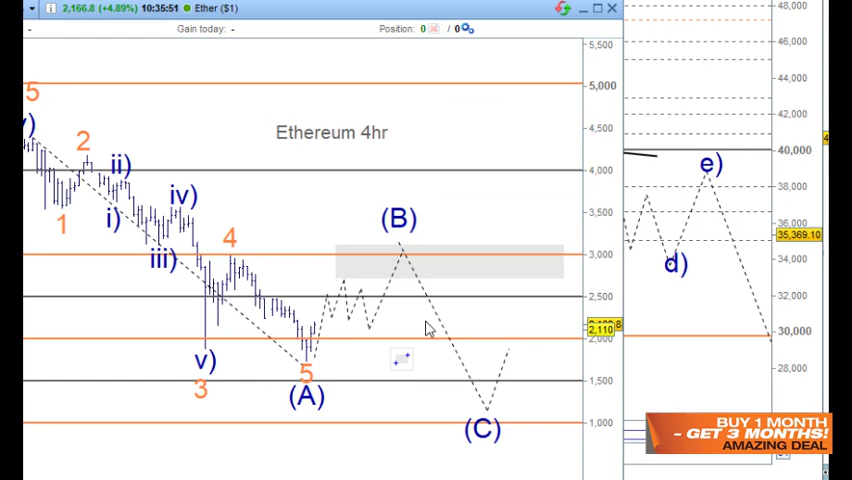 2,166.8 (+4.89%) 10:35:51 Ether ($1)
Gain today: -
Position: 0 / 0
Ethereum 4hr
5
v)
2
ii)
1
i)
iv)
iii)
4
v)
3
5
(A)
(B)
(C)
5,500
5,000
4,500
4,000
3,500
3,000
2,500
2,110
2,000
1,500
1,000
e)
d)
48,000
46,000
44,000
42,000
40,000
38,000
36,000
35,369.10
34,000
32,000
30,000
28,000
BUY 1 MONTH
- GET 3 MONTHS!
AMAZING DEAL